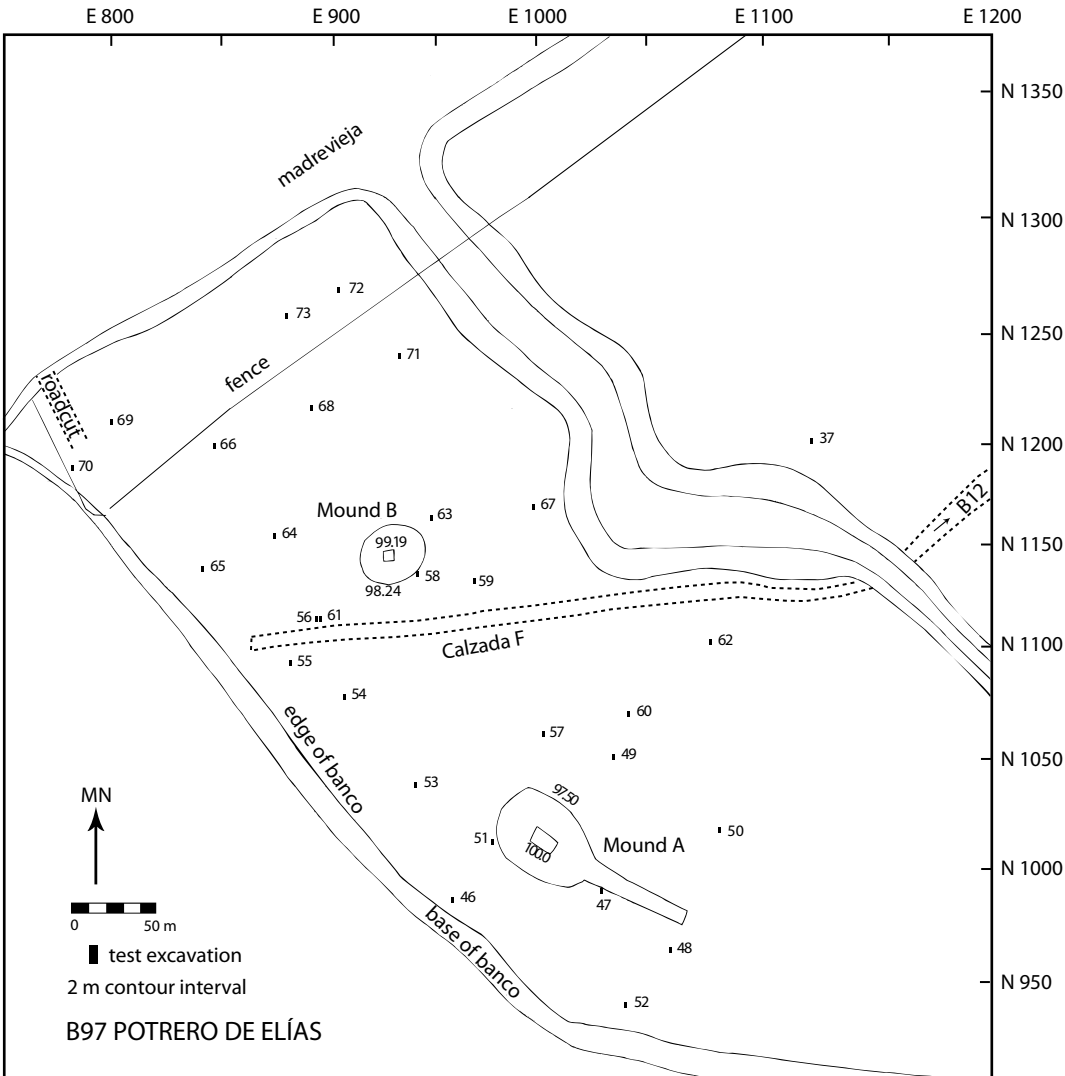 E 800 E 900 E 1000 E 1100 E 1200
N 1350
madrevieja
N 1300
72
73
N 1250
71
fence
roadcut
68
69
66
37
N 1200
70
B12
67
Mound B
63
64
99.19
N 1150
65
58
59
98.24
56
61
Calzada F
62
N 1100
55
54
60
edge of banco
57
49
N 1050
53
97.50
MN
50
51
Mound A
100.0
N 1000
46
47
base of banco
0 50 m
48
test excavation
N 950
2 m contour interval
52
B97 POTRERO DE ELÍAS